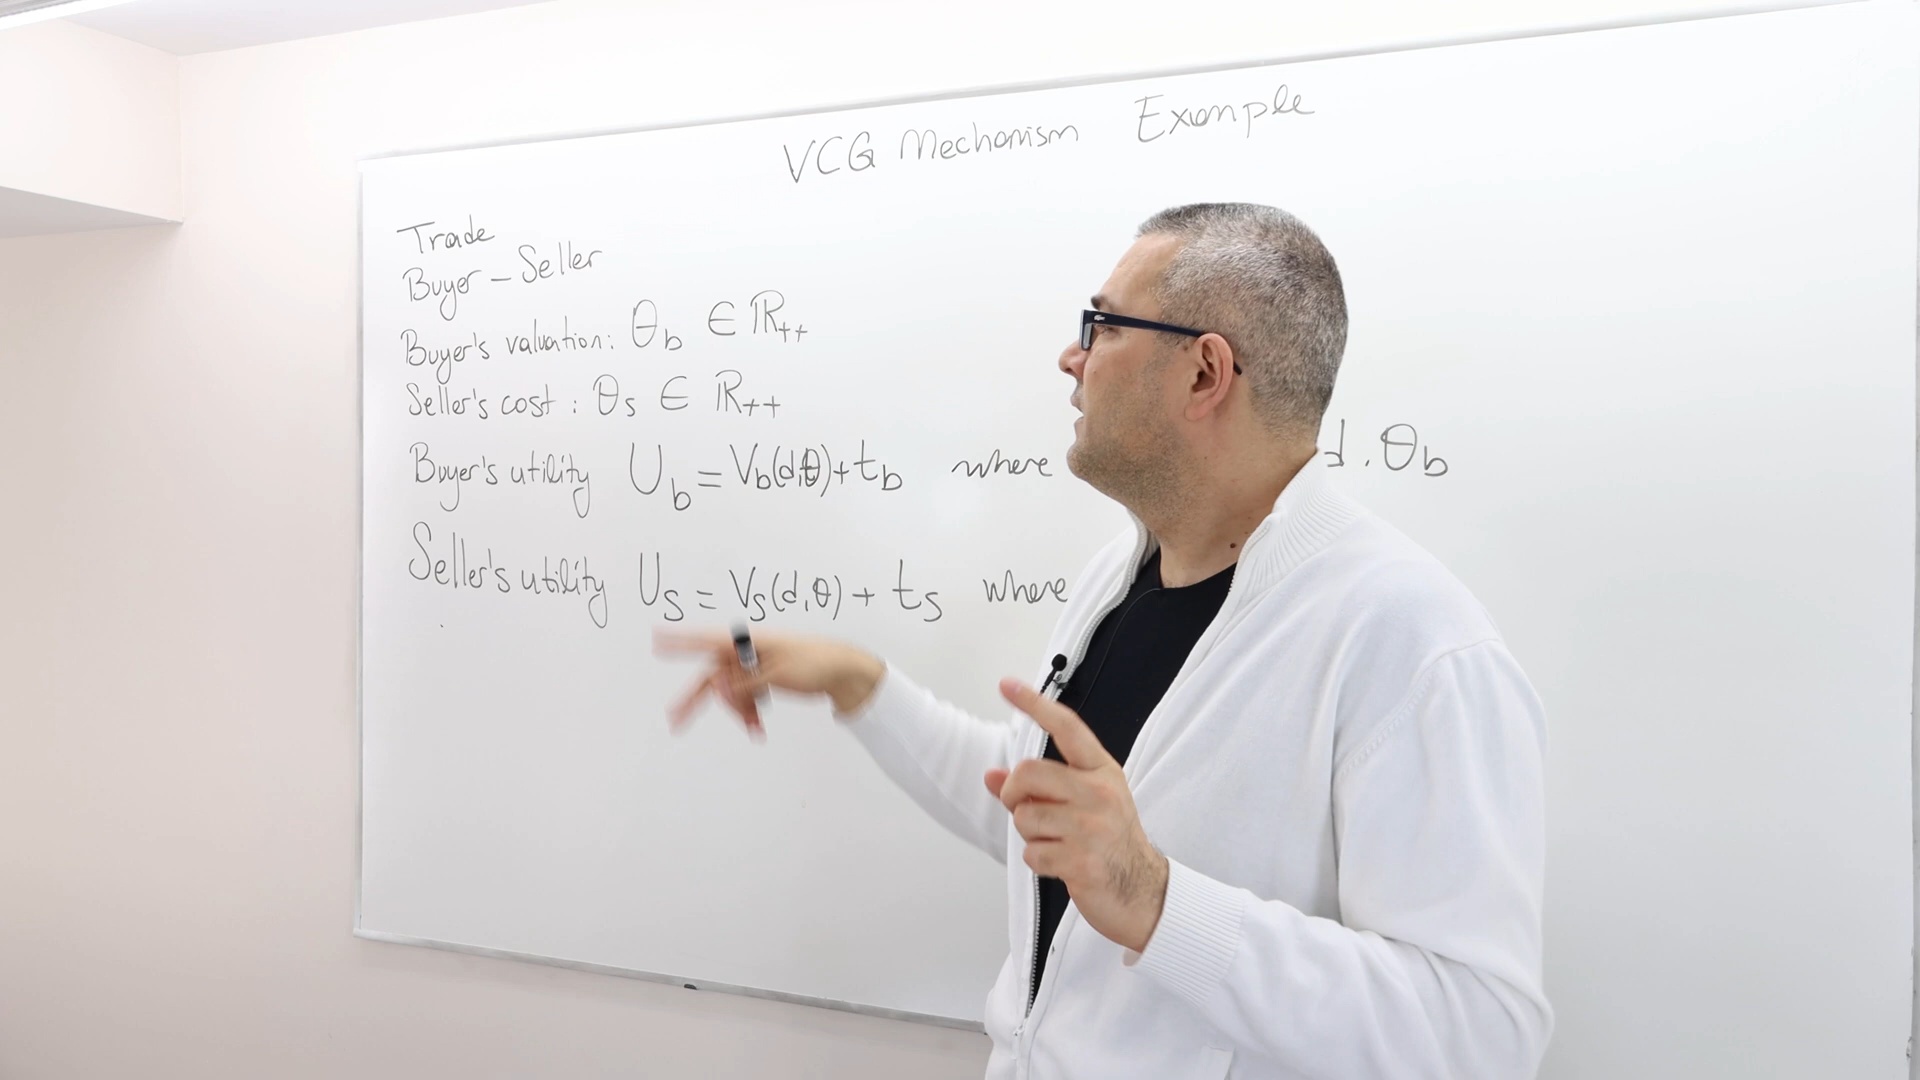 VCG Mechanism Example
Trade
Buyer - Seller
Buyer's valuation: θb ∈ ℝ++
Seller's cost : θs ∈ ℝ++
Buyer's utility Ub = Vb(d,θ)+tb where d . θb
Seller's utility Us = Vs(d,θ) + ts where